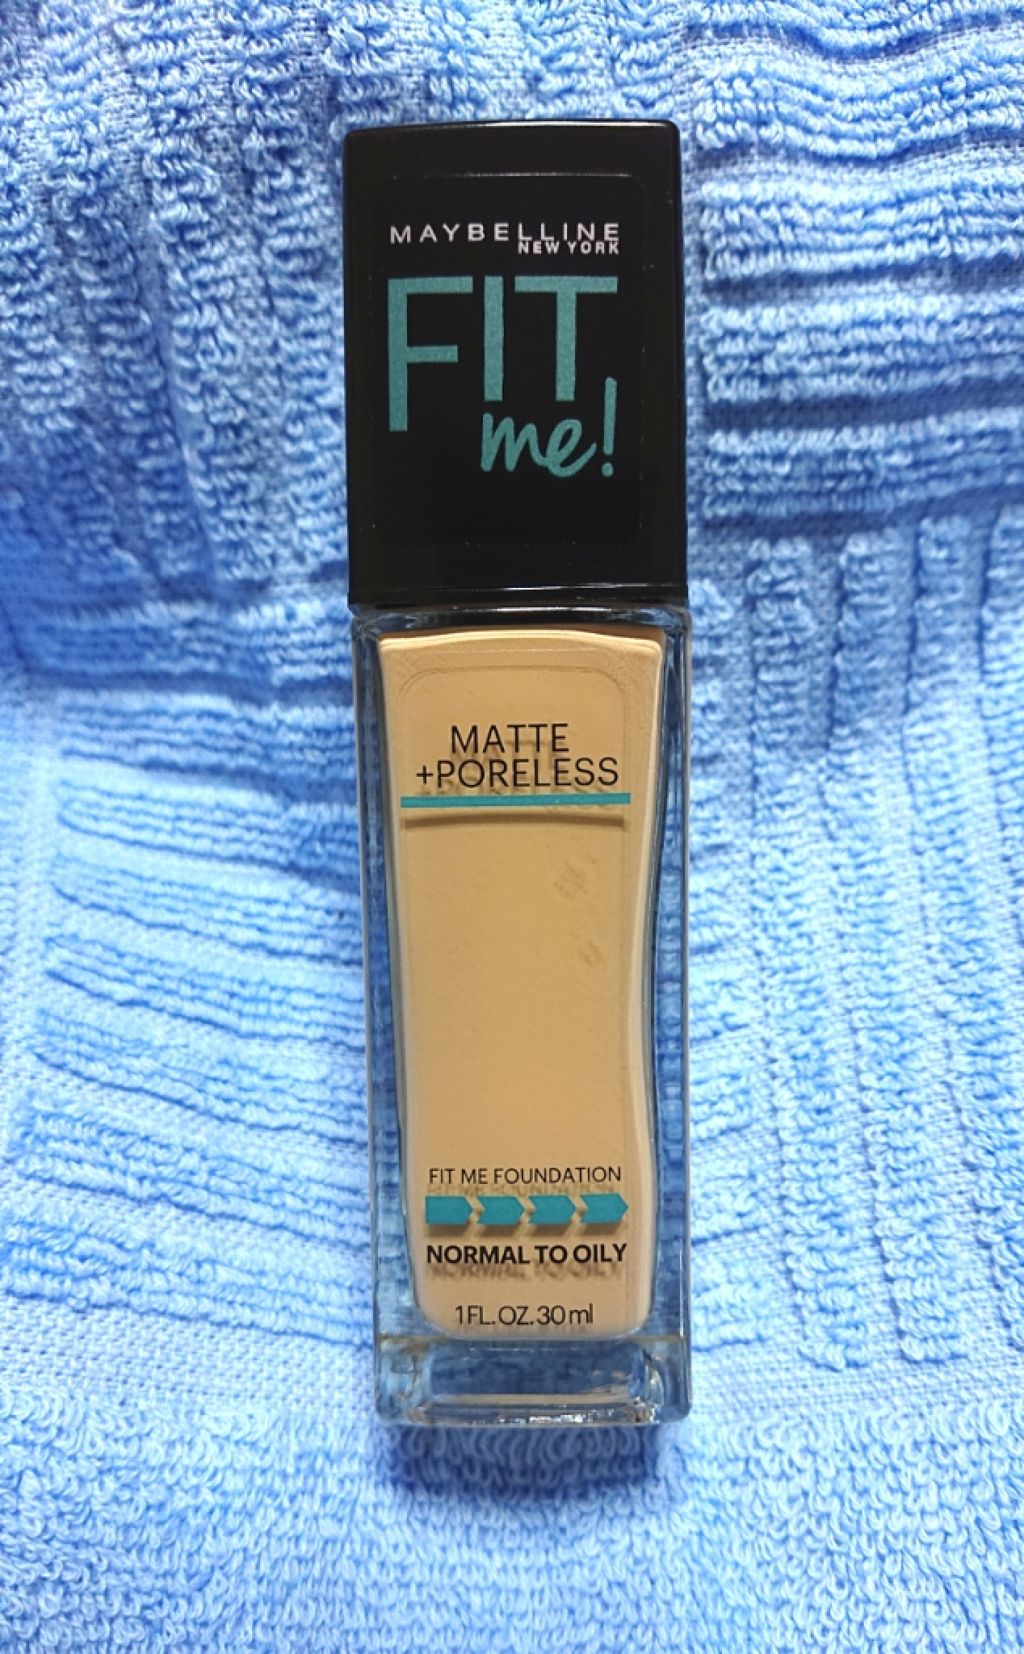 MAYBELLINE
NEW YORK
FIT
me!
MATTE
+PORELESS
FIT ME FOUNDATION
NORMAL TO OILY
1FL.OZ.30ml